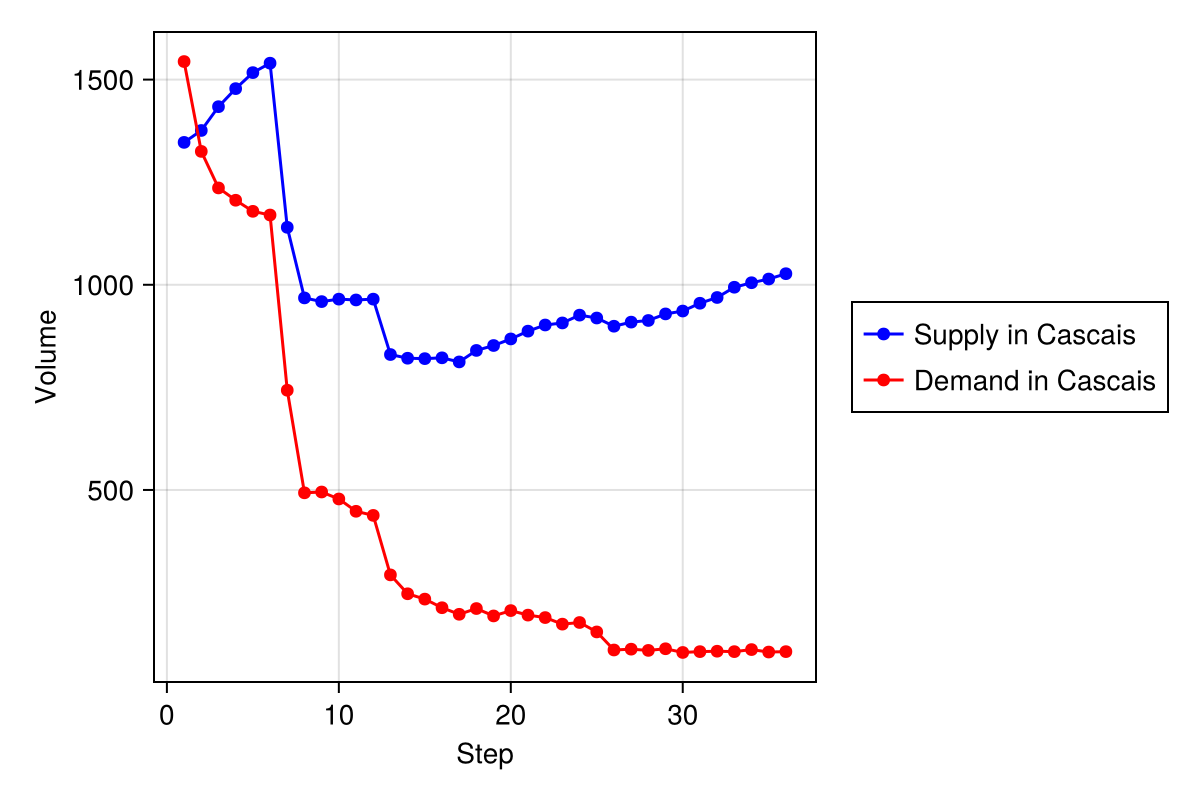 1500
1000
500
Volume
0 10 20 30
Step
Supply in Cascais
Demand in Cascais